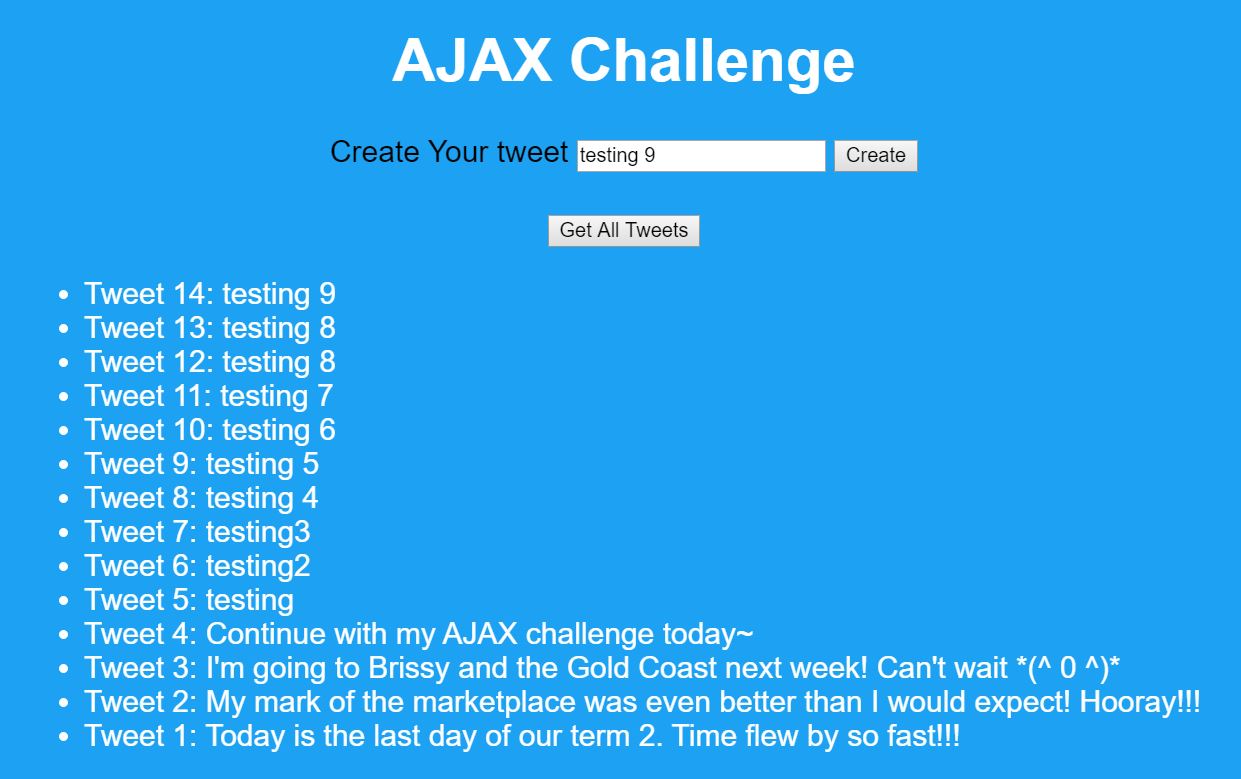 AJAX Challenge
Create Your tweet testing 9 Create
Get All Tweets
Tweet 14: testing 9
Tweet 13: testing 8
Tweet 12: testing 8
Tweet 11: testing 7
Tweet 10: testing 6
Tweet 9: testing 5
Tweet 8: testing 4
Tweet 7: testing3
Tweet 6: testing2
Tweet 5: testing
Tweet 4: Continue with my AJAX challenge today~
Tweet 3: I'm going to Brissy and the Gold Coast next week! Can't wait *(^ 0 ^)*
Tweet 2: My mark of the marketplace was even better than I would expect! Hooray!!!
Tweet 1: Today is the last day of our term 2. Time flew by so fast!!!